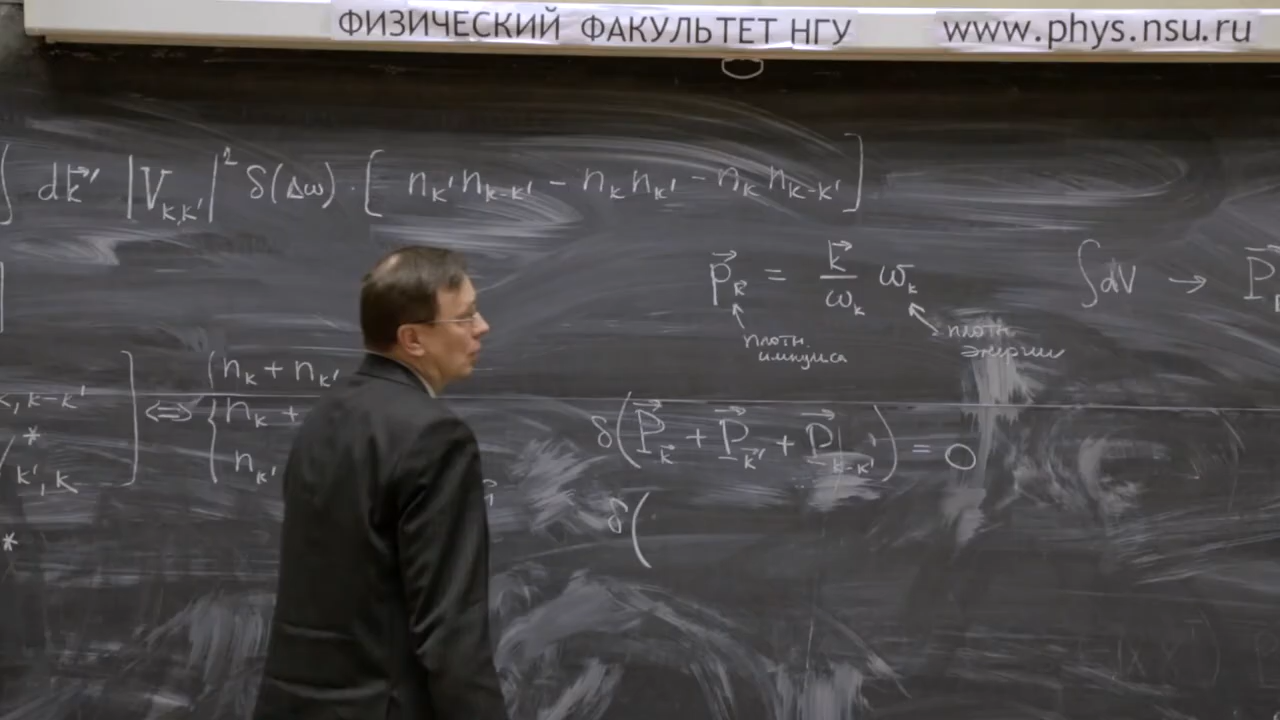 ФИЗИЧЕСКИЙ ФАКУЛЬТЕТ НГУ www.phys.nsu.ru
∫ dk⃗′ |V_{k,k′}|² δ(Δω) · [ n_{k′} n_{k-k′} − n_k n_{k′} − n_k n_{k-k′} ]
p⃗_k = k⃗/ω_k ω_k ∫dV → P⃗
плотн. импульса
плотн. энергии
k, k-k′ ] ⇔ { (n_k + n_{k′}
* k′, k n_k +
n_{k′}
δ(P⃗_{k⃗} + P⃗_{k⃗′} + P⃗_{k-k′}) = 0
δ(
*